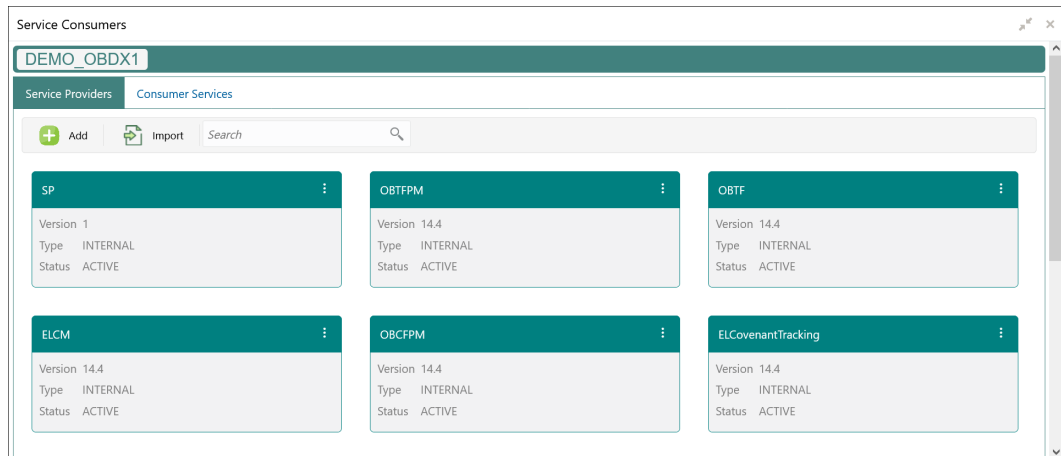 Service Consumers
DEMO_OBDX1
Service Providers Consumer Services
Add Import Search
SP OBTFPM OBTF
Version 1 Version 14.4 Version 14.4
Type INTERNAL Type INTERNAL Type INTERNAL
Status ACTIVE Status ACTIVE Status ACTIVE
ELCM OBCFPM ELCovenantTracking
Version 14.4 Version 14.4 Version 14.4
Type INTERNAL Type INTERNAL Type INTERNAL
Status ACTIVE Status ACTIVE Status ACTIVE